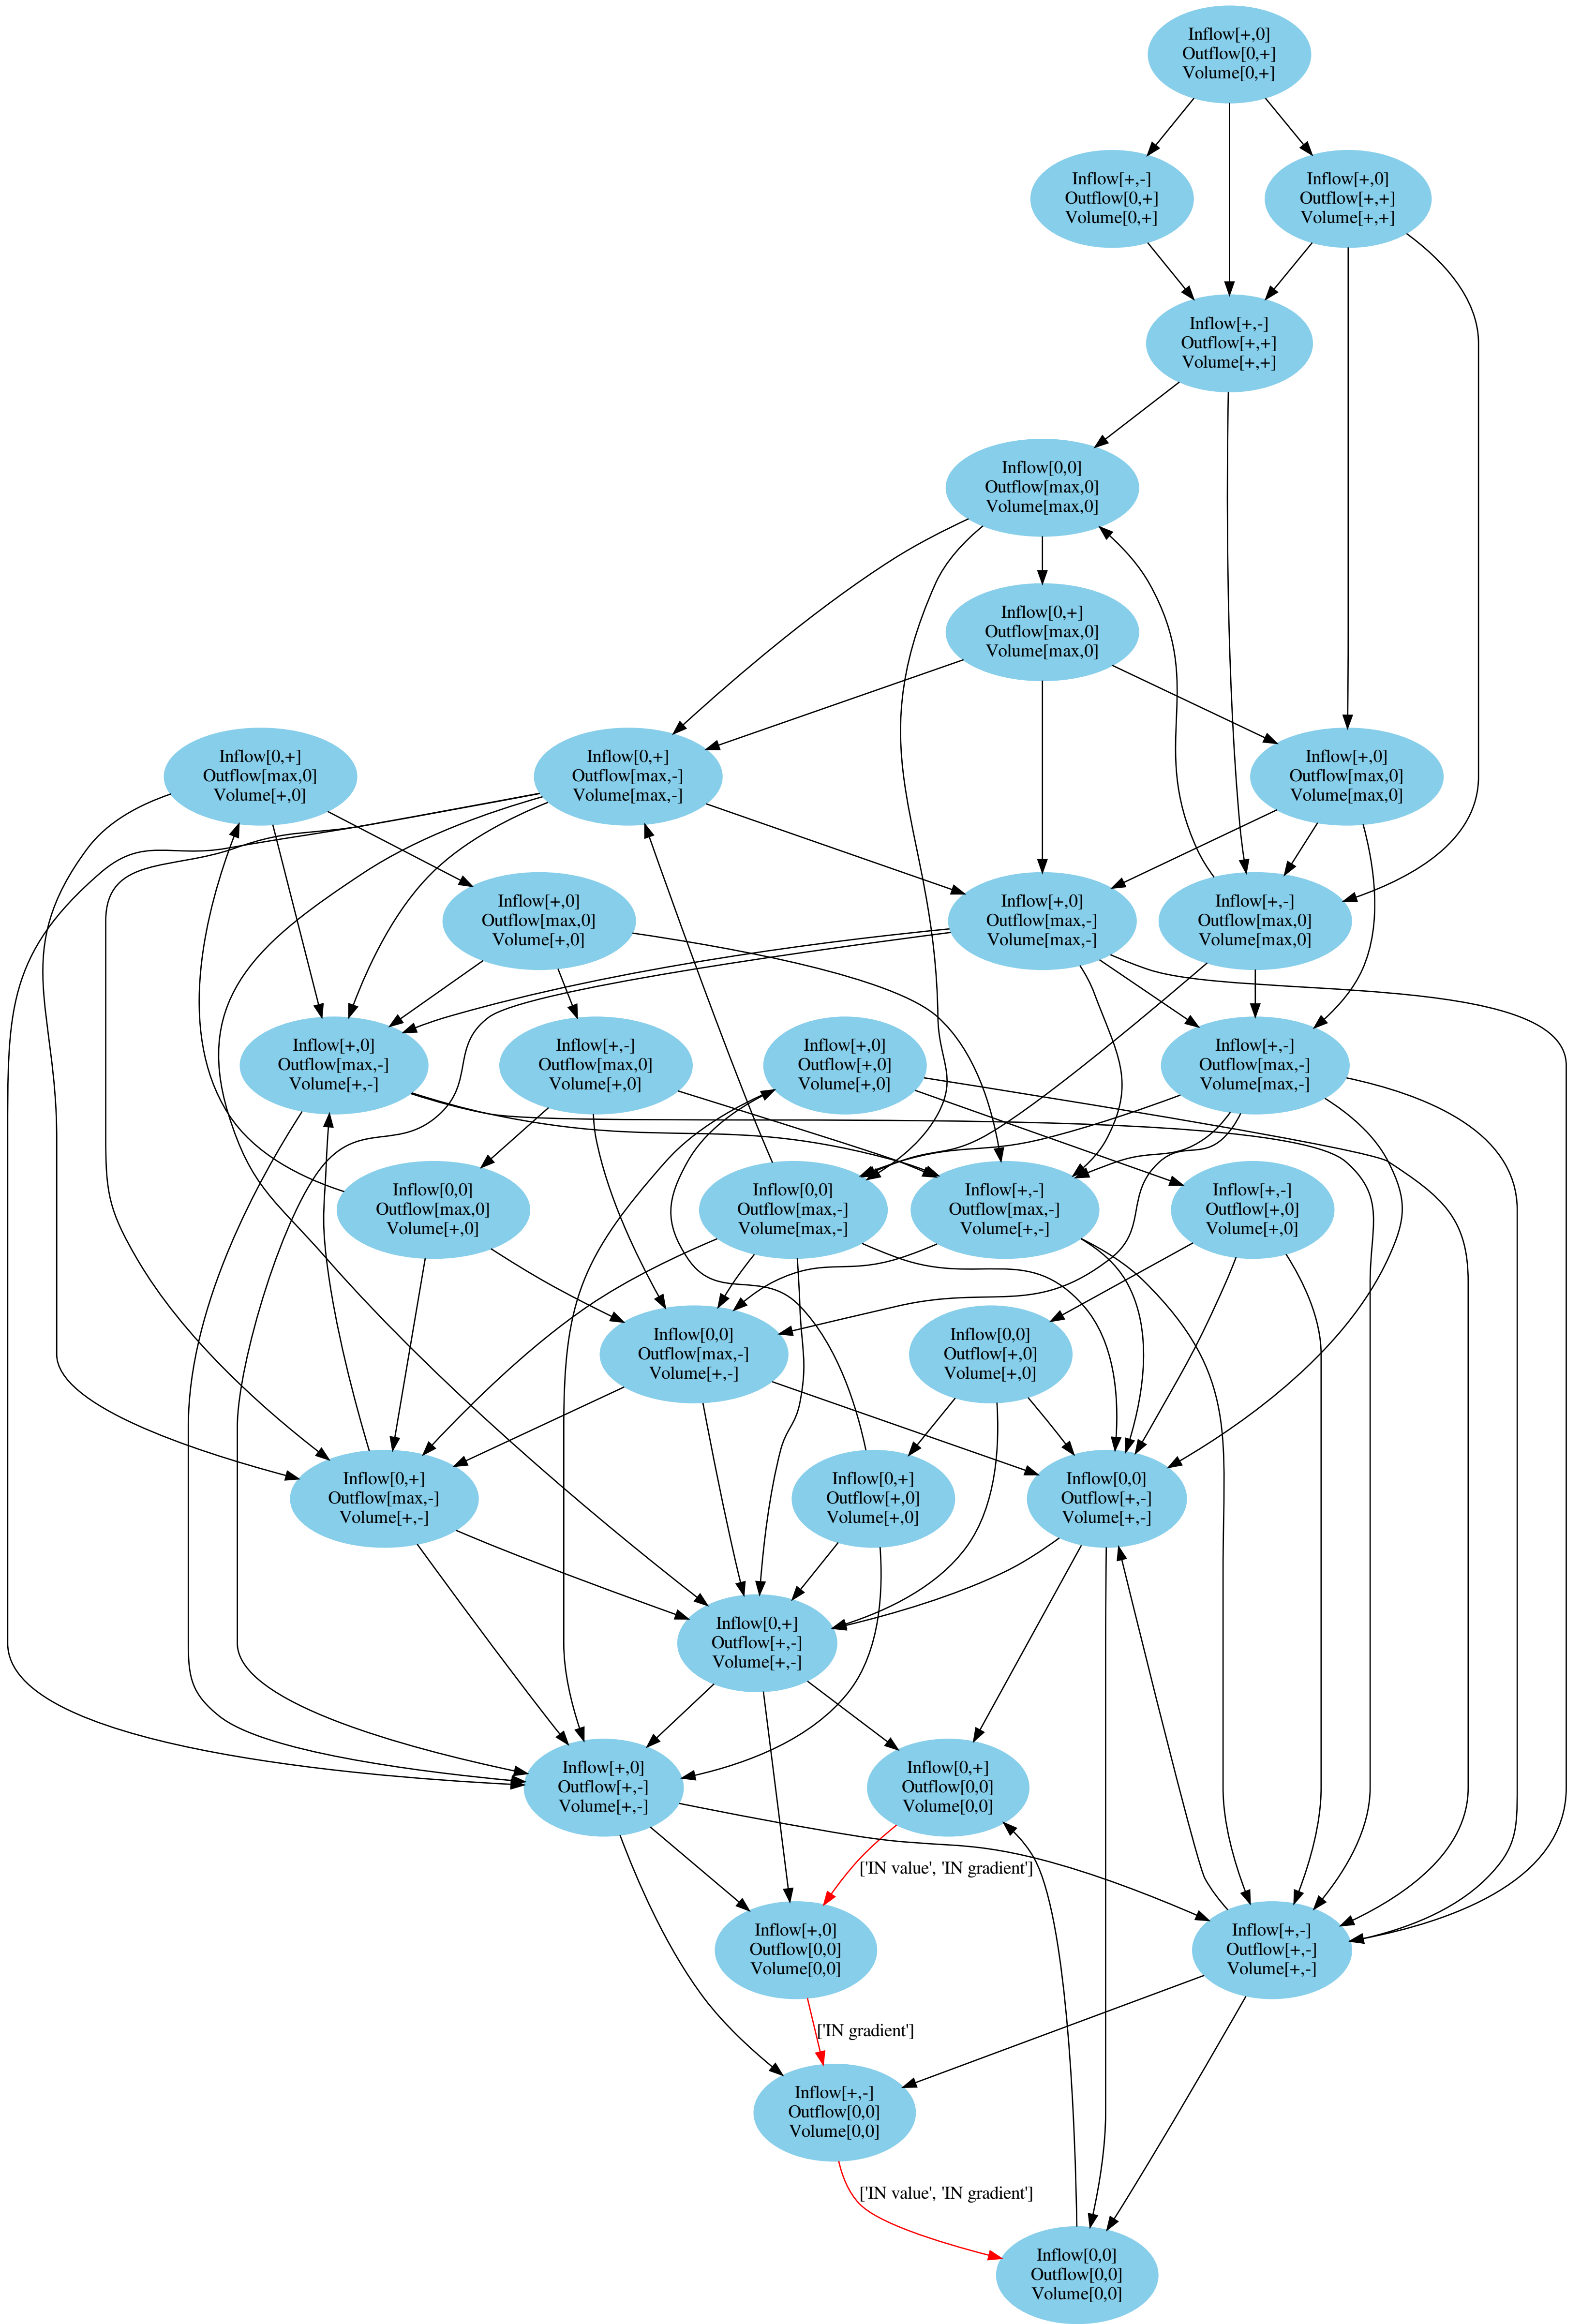 Inflow[+,0]
Outflow[0,+]
Volume[0,+]
Inflow[+,-]
Outflow[0,+]
Volume[0,+]
Inflow[+,0]
Outflow[+,+]
Volume[+,+]
Inflow[+,-]
Outflow[+,+]
Volume[+,+]
Inflow[0,0]
Outflow[max,0]
Volume[max,0]
Inflow[0,+]
Outflow[max,0]
Volume[max,0]
Inflow[0,+]
Outflow[max,0]
Volume[+,0]
Inflow[0,+]
Outflow[max,-]
Volume[max,-]
Inflow[+,0]
Outflow[max,0]
Volume[max,0]
Inflow[+,0]
Outflow[max,0]
Volume[+,0]
Inflow[+,0]
Outflow[max,-]
Volume[max,-]
Inflow[+,-]
Outflow[max,0]
Volume[max,0]
Inflow[+,0]
Outflow[max,-]
Volume[+,-]
Inflow[+,-]
Outflow[max,0]
Volume[+,0]
Inflow[+,0]
Outflow[+,0]
Volume[+,0]
Inflow[+,-]
Outflow[max,-]
Volume[max,-]
Inflow[0,0]
Outflow[max,0]
Volume[+,0]
Inflow[0,0]
Outflow[max,-]
Volume[max,-]
Inflow[+,-]
Outflow[max,-]
Volume[+,-]
Inflow[+,-]
Outflow[+,0]
Volume[+,0]
Inflow[0,0]
Outflow[max,-]
Volume[+,-]
Inflow[0,0]
Outflow[+,0]
Volume[+,0]
Inflow[0,+]
Outflow[max,-]
Volume[+,-]
Inflow[0,+]
Outflow[+,0]
Volume[+,0]
Inflow[0,0]
Outflow[+,-]
Volume[+,-]
Inflow[0,+]
Outflow[+,-]
Volume[+,-]
Inflow[+,0]
Outflow[+,-]
Volume[+,-]
Inflow[0,+]
Outflow[0,0]
Volume[0,0]
['IN value', 'IN gradient']
Inflow[+,0]
Outflow[0,0]
Volume[0,0]
Inflow[+,-]
Outflow[+,-]
Volume[+,-]
['IN gradient']
Inflow[+,-]
Outflow[0,0]
Volume[0,0]
['IN value', 'IN gradient']
Inflow[0,0]
Outflow[0,0]
Volume[0,0]